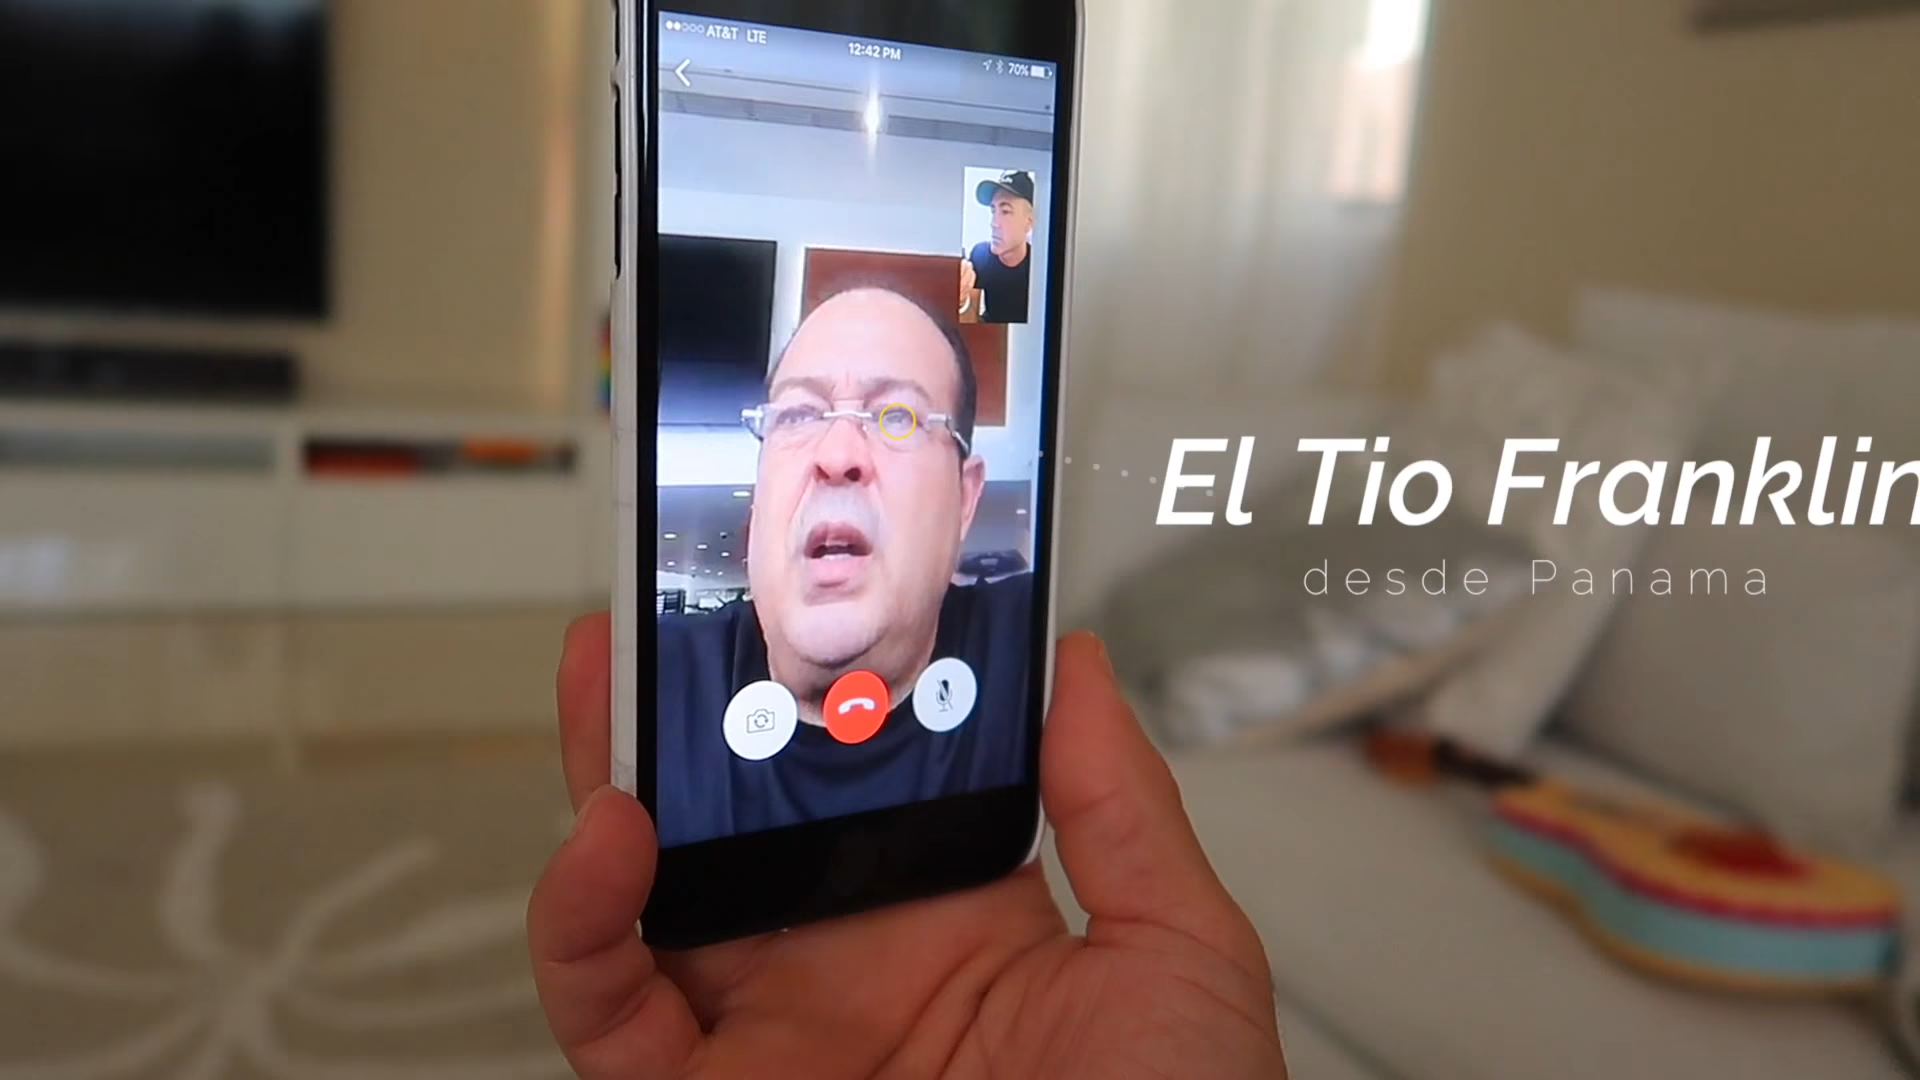 AT&T LTE
12:42 PM
70%
El Tio Franklin
desde Panama